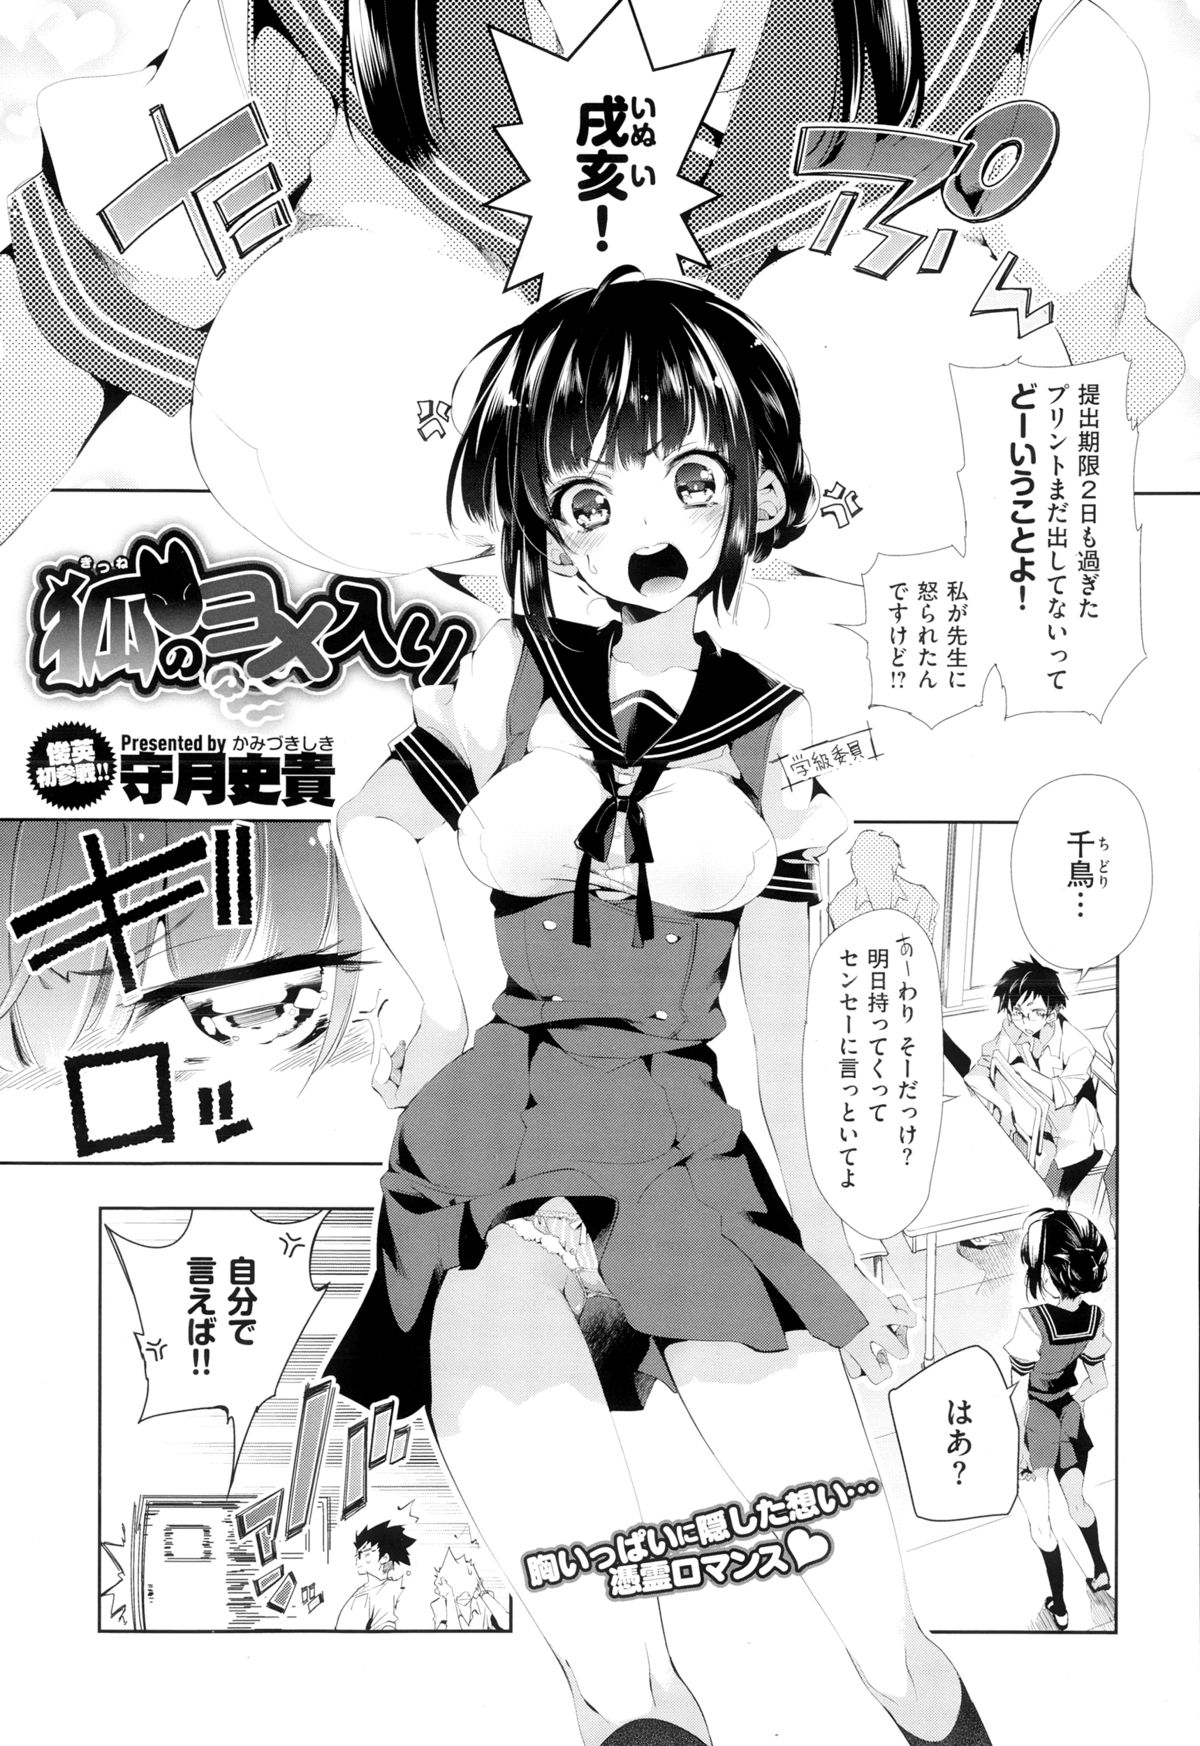 戌亥！
いぬい
ぷん
提出期限2日も過ぎた
プリントまだ出してないって
どーいうことよ！
私が先生に
怒られたん
ですけど!?
学級委員
狐のヨメ入り
きつね
俊英
初参戦!!
Presented by かみづきしき
守月史貴
千鳥…
ちどり
あーわり そーだっけ？
明日持ってくって
センセーに言っといてよ
はぁ？
ギロ
自分で
言えば!!
胸いっぱいに隠した想い…
憑霊ロマンス♥